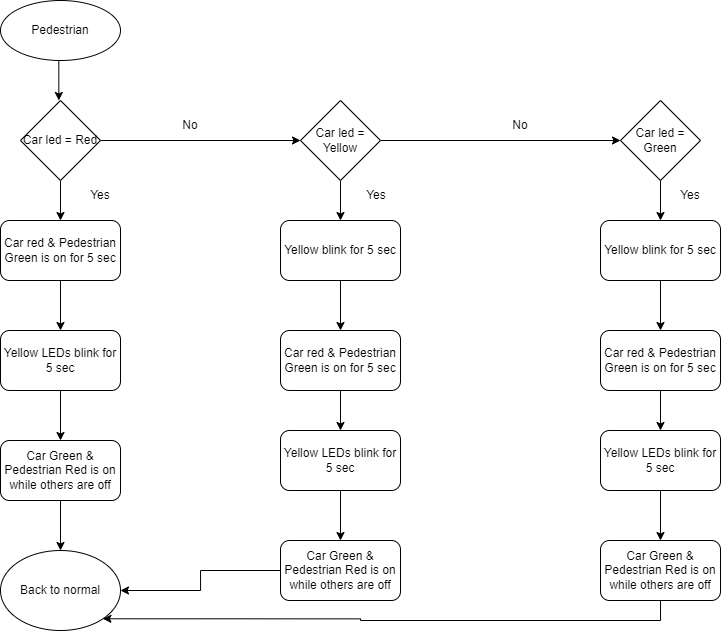 Pedestrian
No
No
Car led = Red
Car led =
Yellow
Car led =
Green
Yes
Yes
Yes
Car red & Pedestrian
Green is on for 5 sec
Yellow blink for 5 sec
Yellow blink for 5 sec
Yellow LEDs blink for
5 sec
Car red & Pedestrian
Green is on for 5 sec
Car red & Pedestrian
Green is on for 5 sec
Car Green &
Pedestrian Red is on
while others are off
Yellow LEDs blink for
5 sec
Yellow LEDs blink for
5 sec
Back to normal
Car Green &
Pedestrian Red is on
while others are off
Car Green &
Pedestrian Red is on
while others are off